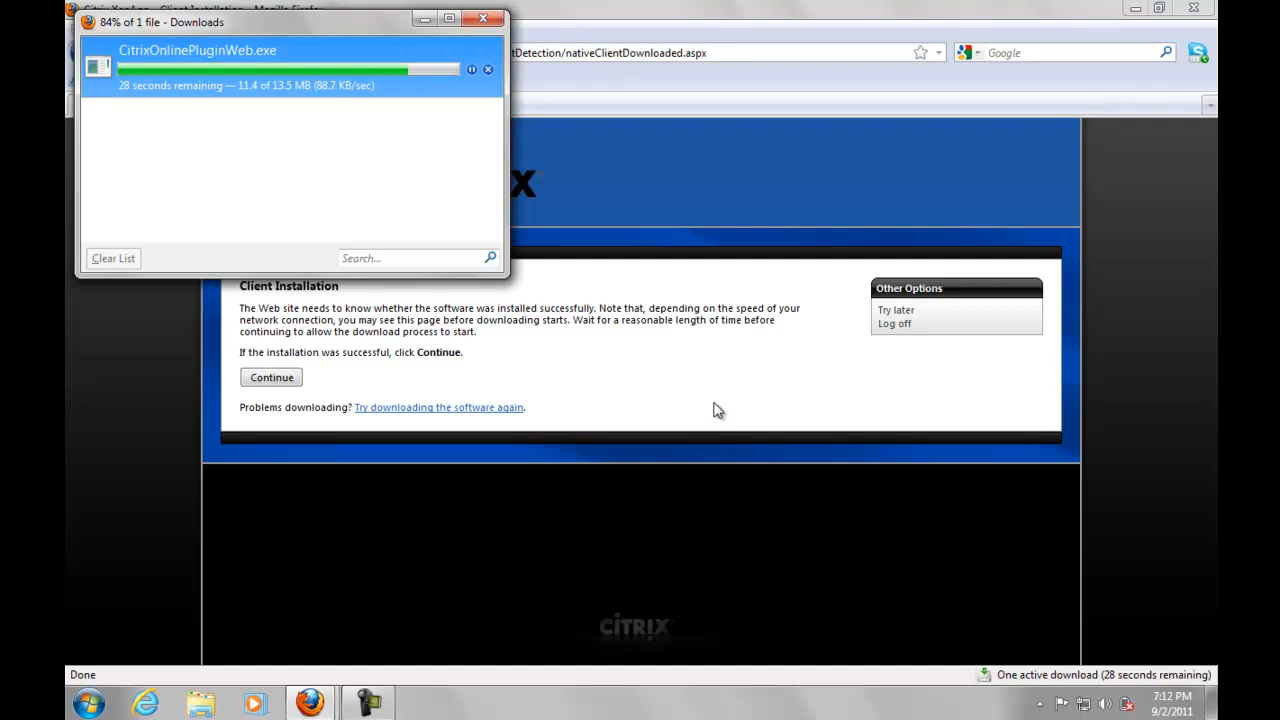 84% of 1 file - Downloads
CitrixOnlinePluginWeb.exe
28 seconds remaining — 11.4 of 13.5 MB (88.7 KB/sec)
Clear List
Search...
tDetection/nativeClientDownloaded.aspx
Google
x
Client Installation
The Web site needs to know whether the software was installed successfully. Note that, depending on the speed of your
network connection, you may see this page before downloading starts. Wait for a reasonable length of time before
continuing to allow the download process to start.
If the installation was successful, click Continue.
Continue
Problems downloading? Try downloading the software again.
Other Options
Try later
Log off
CITRIX
Done
One active download (28 seconds remaining)
7:12 PM
9/2/2011